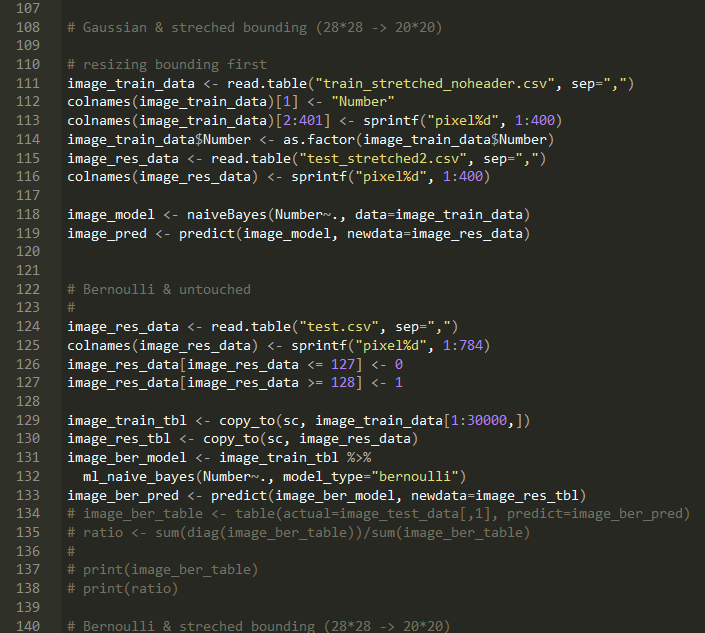 107
108 # Gaussian & streched bounding (28*28 -> 20*20)
109
110 # resizing bounding first
111 image_train_data <- read.table("train_stretched_noheader.csv", sep=",")
112 colnames(image_train_data)[1] <- "Number"
113 colnames(image_train_data)[2:401] <- sprintf("pixel%d", 1:400)
114 image_train_data$Number <- as.factor(image_train_data$Number)
115 image_res_data <- read.table("test_stretched2.csv", sep=",")
116 colnames(image_res_data) <- sprintf("pixel%d", 1:400)
117
118 image_model <- naiveBayes(Number~., data=image_train_data)
119 image_pred <- predict(image_model, newdata=image_res_data)
120
121
122 # Bernoulli & untouched
123 #
124 image_res_data <- read.table("test.csv", sep=",")
125 colnames(image_res_data) <- sprintf("pixel%d", 1:784)
126 image_res_data[image_res_data <= 127] <- 0
127 image_res_data[image_res_data >= 128] <- 1
128
129 image_train_tbl <- copy_to(sc, image_train_data[1:30000,])
130 image_res_tbl <- copy_to(sc, image_res_data)
131 image_ber_model <- image_train_tbl %>%
132   ml_naive_bayes(Number~., model_type="bernoulli")
133 image_ber_pred <- predict(image_ber_model, newdata=image_res_tbl)
134 # image_ber_table <- table(actual=image_test_data[,1], predict=image_ber_pred)
135 # ratio <- sum(diag(image_ber_table))/sum(image_ber_table)
136 #
137 # print(image_ber_table)
138 # print(ratio)
139
140 # Bernoulli & streched bounding (28*28 -> 20*20)